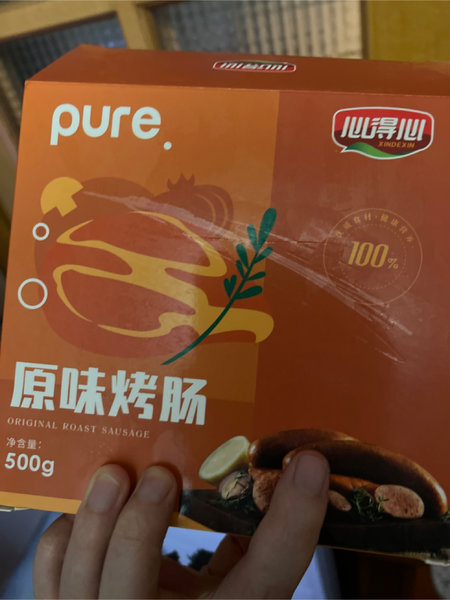 心得心
pure.
心得心
XINDEXIN
100%
原味烤肠
ORIGINAL ROAST SAUSAGE
净含量:
500g